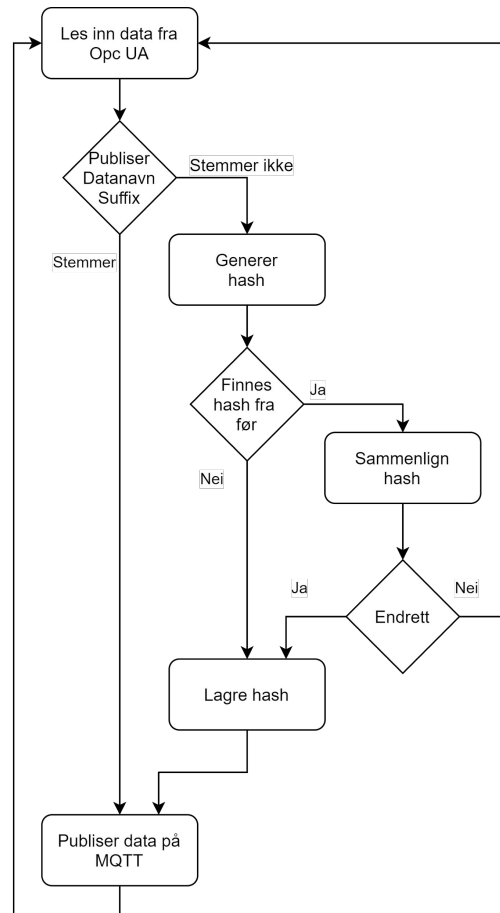 Les inn data fra
Opc UA
Publiser
Datanavn
Suffix
Stemmer ikke
Stemmer
Generer
hash
Finnes
hash fra
før
Ja
Nei
Sammenlign
hash
Ja
Nei
Endrett
Lagre hash
Publiser data på
MQTT